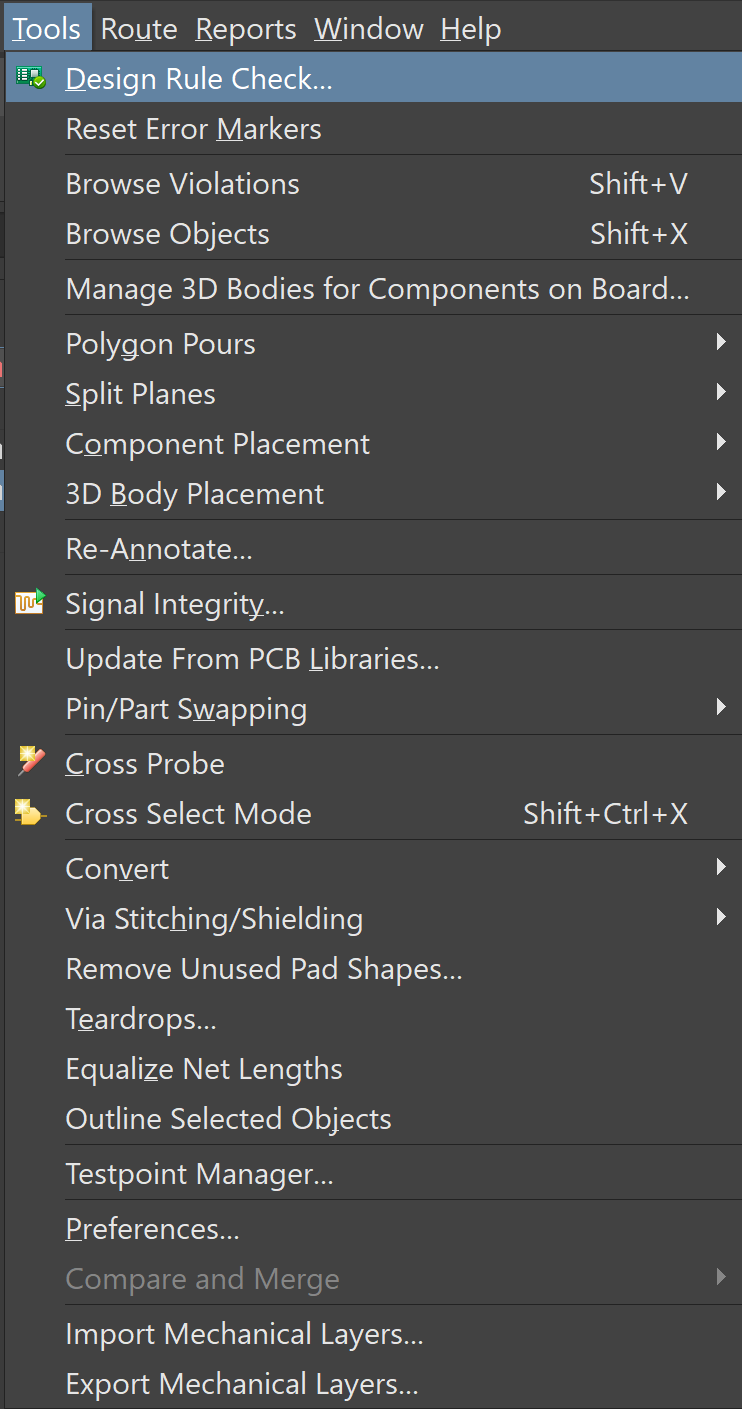 Tools Route Reports Window Help
Design Rule Check...
Reset Error Markers
Browse Violations Shift+V
Browse Objects Shift+X
Manage 3D Bodies for Components on Board...
Polygon Pours
Split Planes
Component Placement
3D Body Placement
Re-Annotate...
Signal Integrity...
Update From PCB Libraries...
Pin/Part Swapping
Cross Probe
Cross Select Mode Shift+Ctrl+X
Convert
Via Stitching/Shielding
Remove Unused Pad Shapes...
Teardrops...
Equalize Net Lengths
Outline Selected Objects
Testpoint Manager...
Preferences...
Compare and Merge
Import Mechanical Layers...
Export Mechanical Layers...